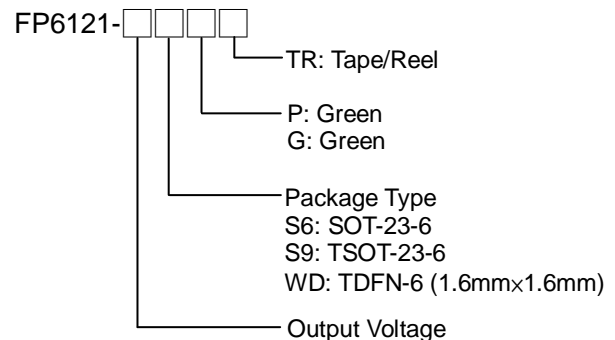 FP6121-□□□□
TR: Tape/Reel
P: Green
G: Green
Package Type
S6: SOT-23-6
S9: TSOT-23-6
WD: TDFN-6 (1.6mm×1.6mm)
Output Voltage